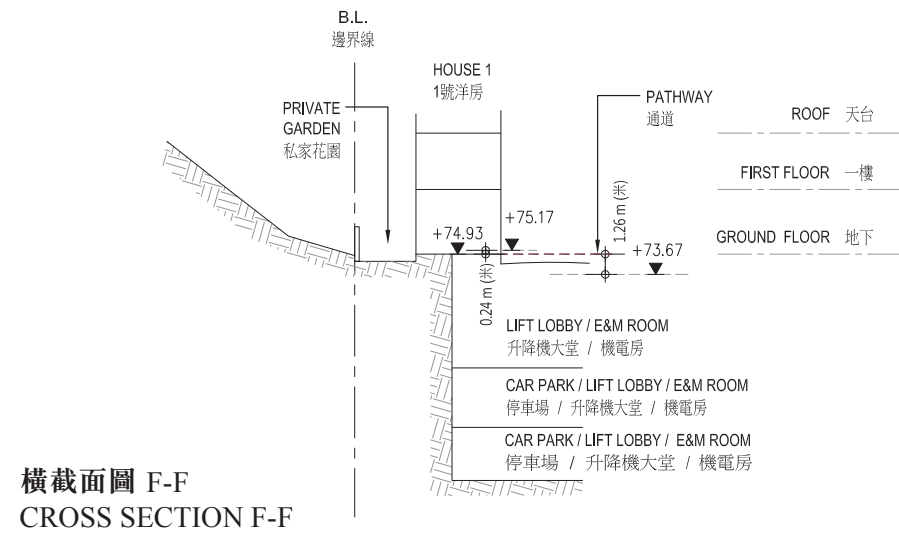 B.L.
邊界線
HOUSE 1
1號洋房
PRIVATE
GARDEN
私家花園
PATHWAY
通道
ROOF 天台
FIRST FLOOR 一樓
GROUND FLOOR 地下
+74.93
+75.17
1.26 m (米)
+73.67
0.24 m (米)
LIFT LOBBY / E&M ROOM
升降機大堂 / 機電房
CAR PARK / LIFT LOBBY / E&M ROOM
停車場 / 升降機大堂 / 機電房
CAR PARK / LIFT LOBBY / E&M ROOM
停車場 / 升降機大堂 / 機電房
橫截面圖 F-F
CROSS SECTION F-F